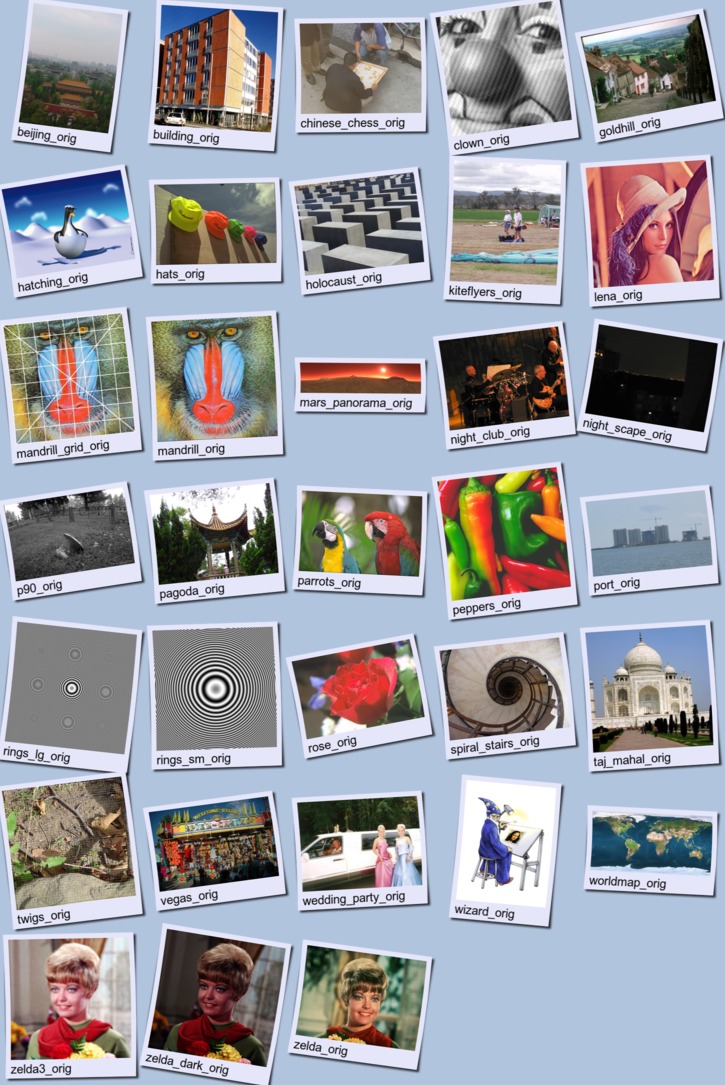 beijing_orig
building_orig
chinese_chess_orig
clown_orig
goldhill_orig
hatching_orig
hats_orig
holocaust_orig
kiteflyers_orig
lena_orig
mandrill_grid_orig
mandrill_orig
mars_panorama_orig
night_club_orig
night_scape_orig
p90_orig
pagoda_orig
parrots_orig
peppers_orig
port_orig
rings_lg_orig
rings_sm_orig
rose_orig
spiral_stairs_orig
taj_mahal_orig
twigs_orig
vegas_orig
wedding_party_orig
wizard_orig
worldmap_orig
zelda3_orig
zelda_dark_orig
zelda_orig